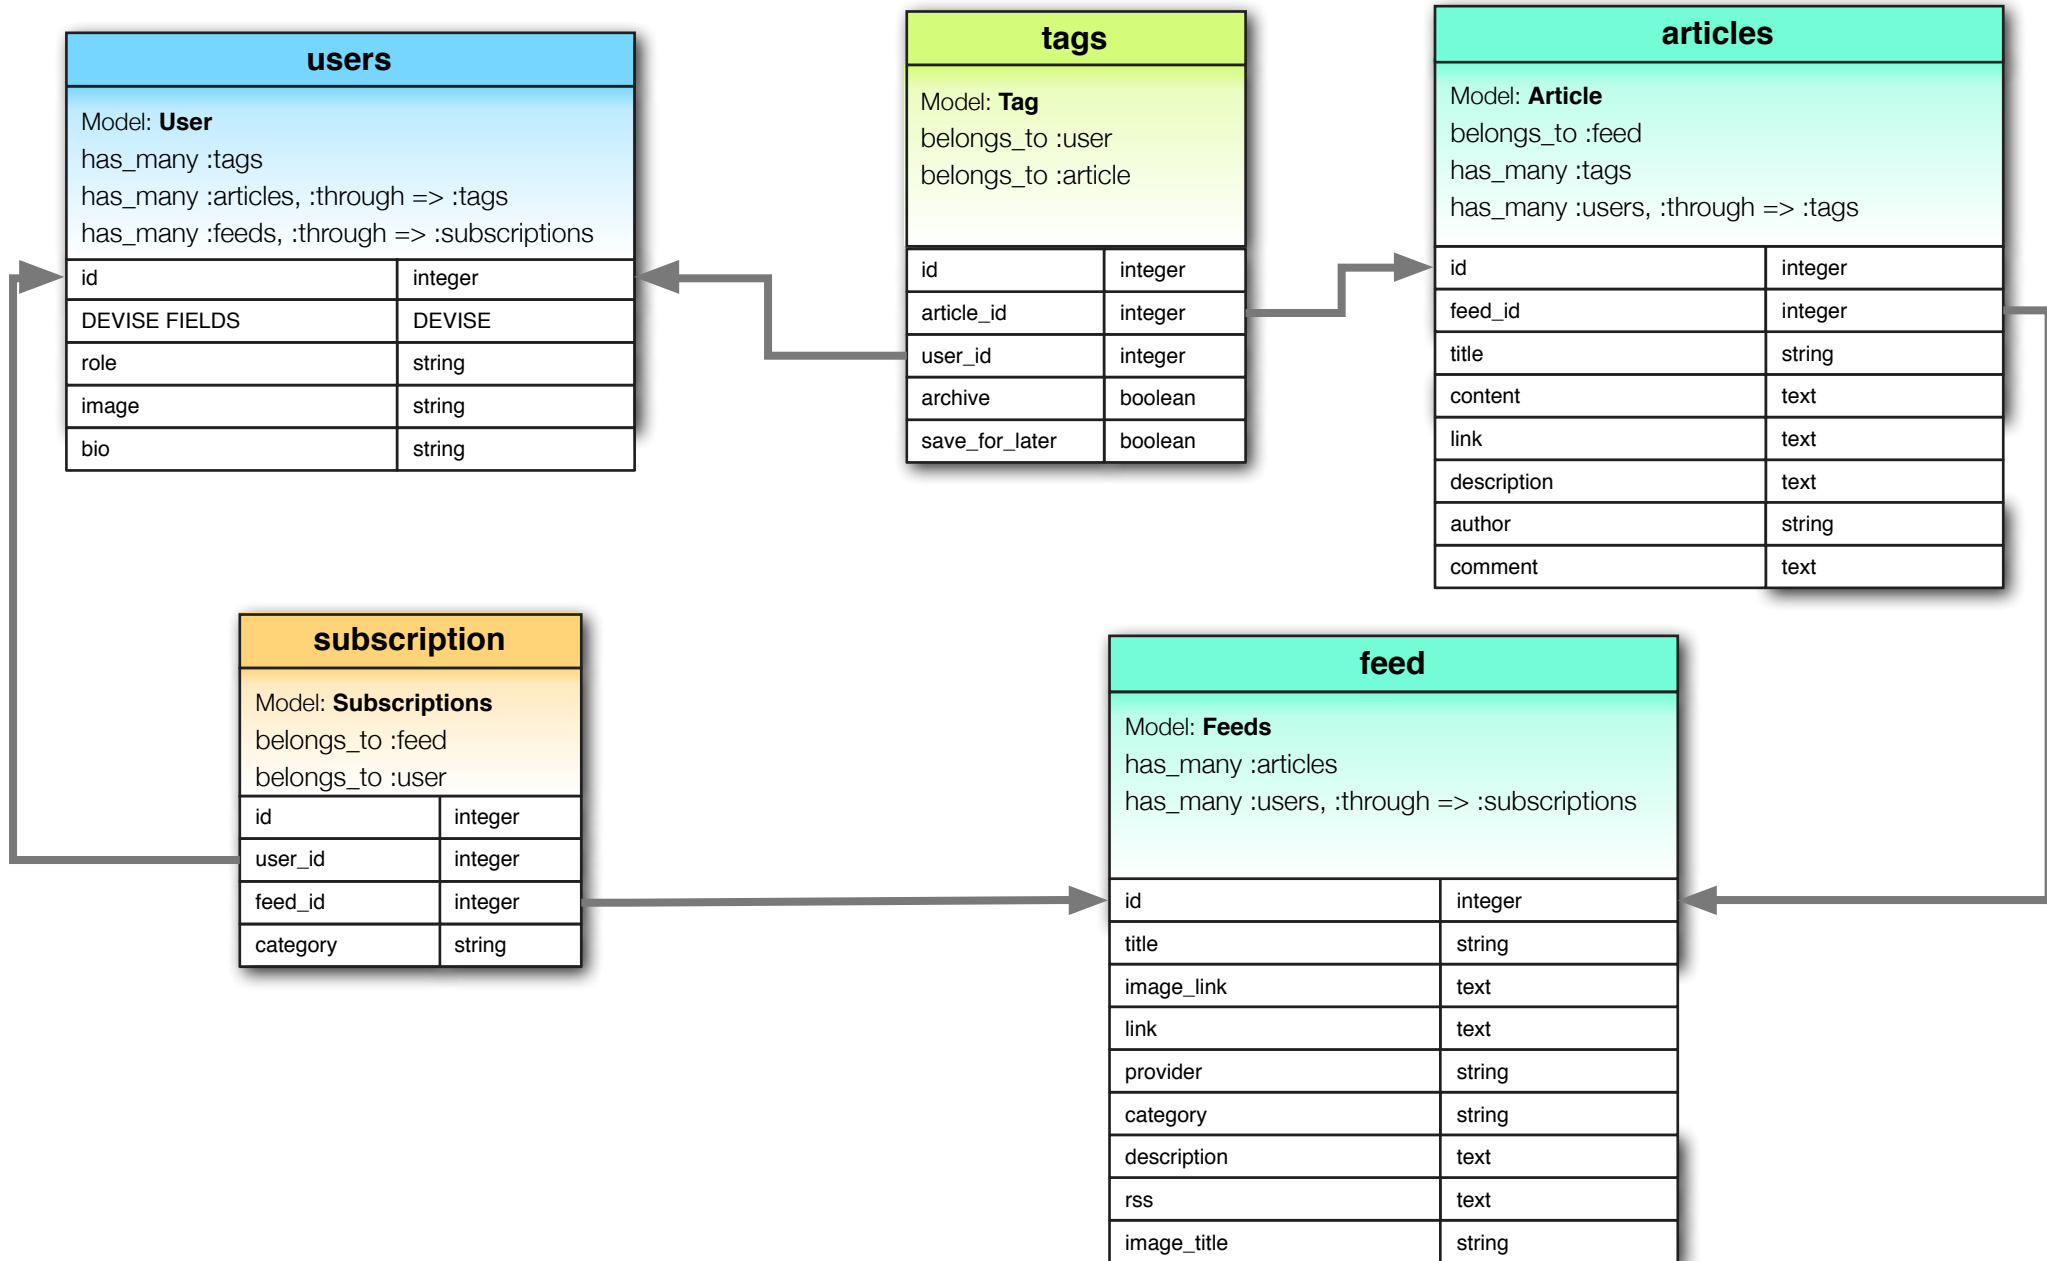 users
Model: User
has_many :tags
has_many :articles, :through => :tags
has_many :feeds, :through => :subscriptions
id integer
DEVISE FIELDS DEVISE
role string
image string
bio string
tags
Model: Tag
belongs_to :user
belongs_to :article
id integer
article_id integer
user_id integer
archive boolean
save_for_later boolean
articles
Model: Article
belongs_to :feed
has_many :tags
has_many :users, :through => :tags
id integer
feed_id integer
title string
content text
link text
description text
author string
comment text
subscription
Model: Subscriptions
belongs_to :feed
belongs_to :user
id integer
user_id integer
feed_id integer
category string
feed
Model: Feeds
has_many :articles
has_many :users, :through => :subscriptions
id integer
title string
image_link text
link text
provider string
category string
description text
rss text
image_title string